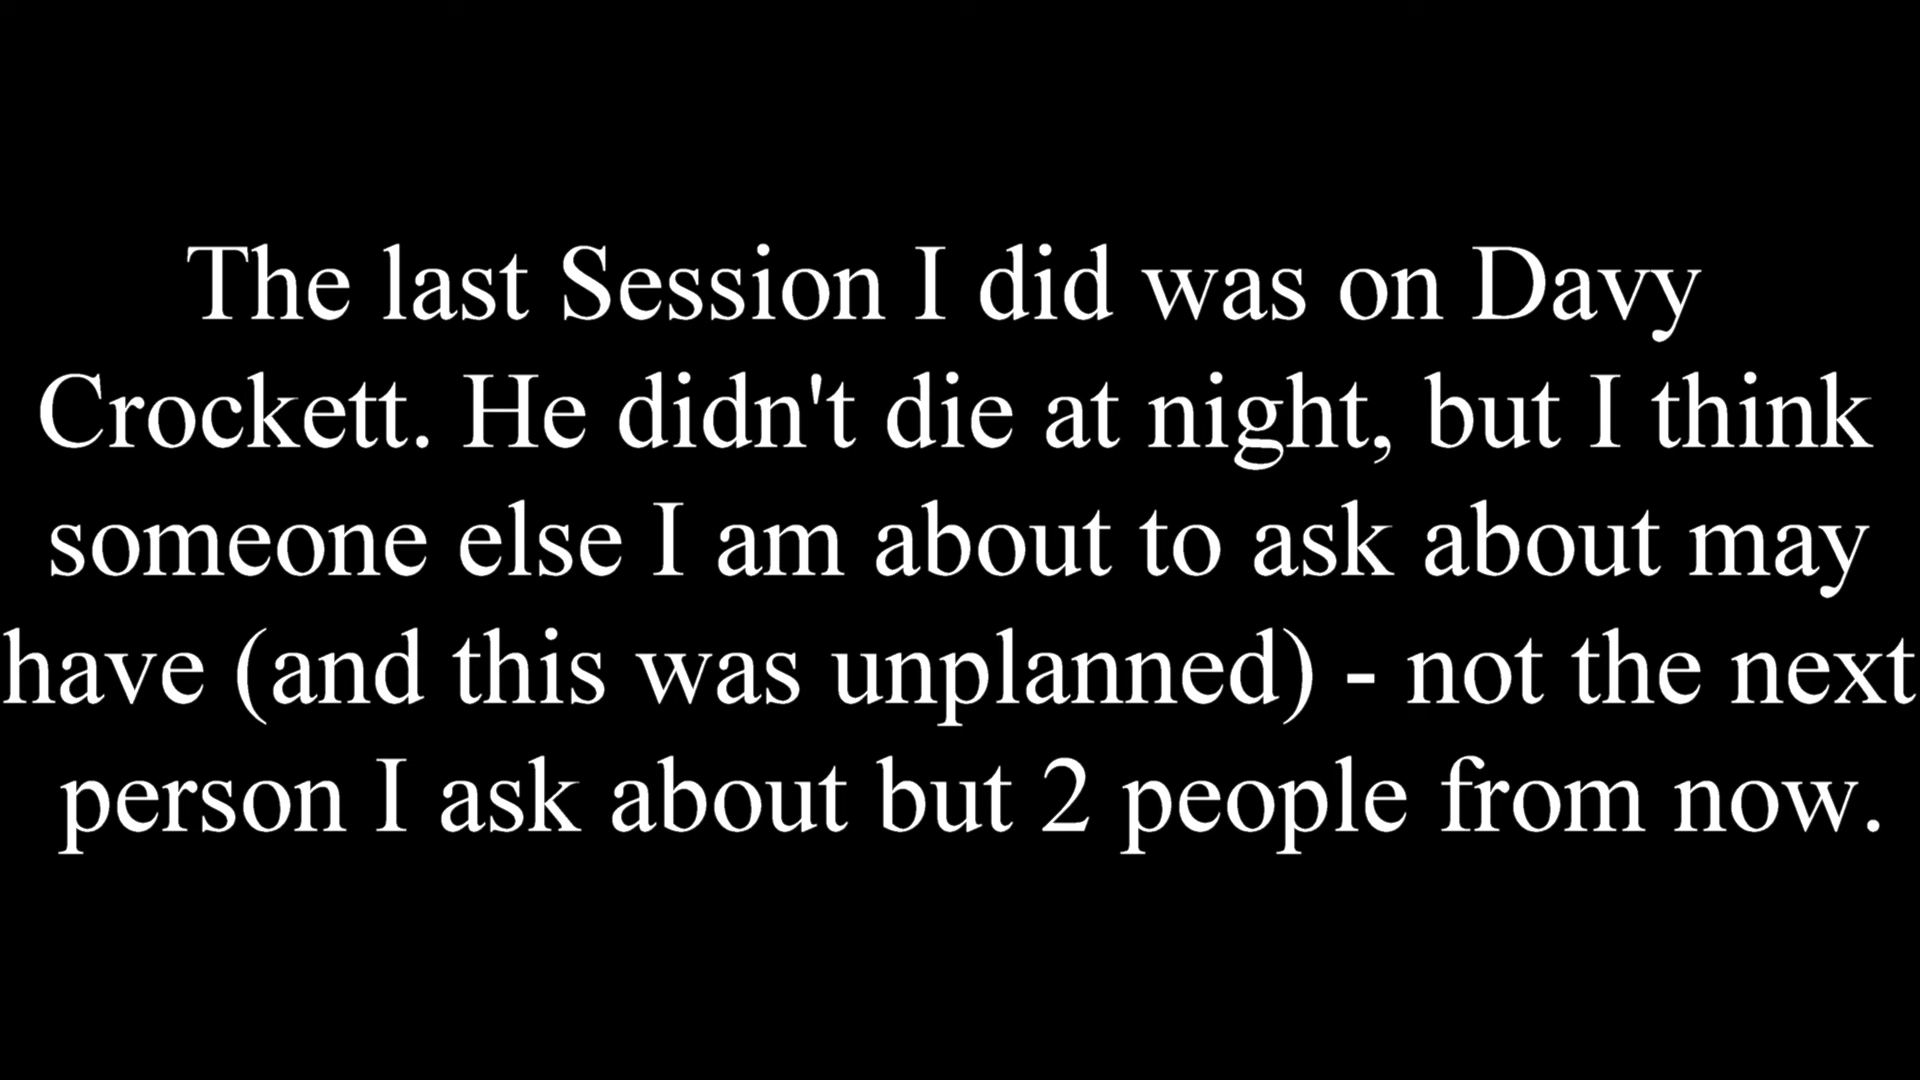 The last Session I did was on Davy
Crockett. He didn't die at night, but I think
someone else I am about to ask about may
have (and this was unplanned) - not the next
person I ask about but 2 people from now.